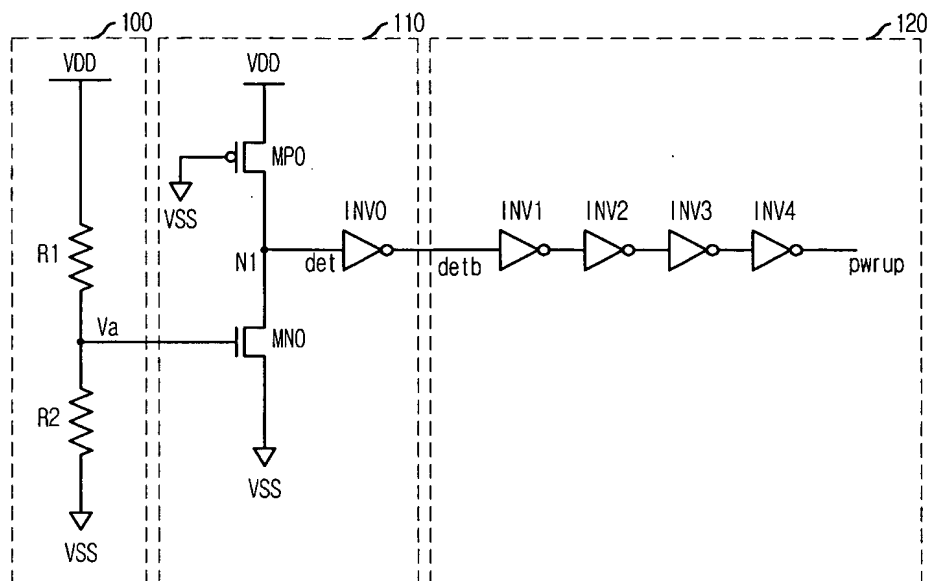 100
110
120
VDD
VDD
MP0
VSS
R1
INV0
INV1
INV2
INV3
INV4
N1
det
detb
pwrup
Va
MN0
R2
VSS
VSS